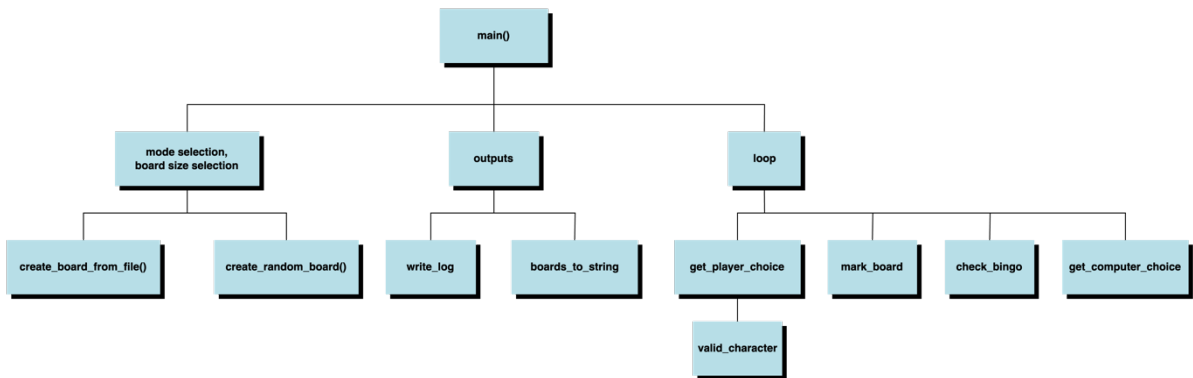 main()
mode selection,
board size selection
outputs
loop
create_board_from_file()
create_random_board()
write_log
boards_to_string
get_player_choice
mark_board
check_bingo
get_computer_choice
valid_character